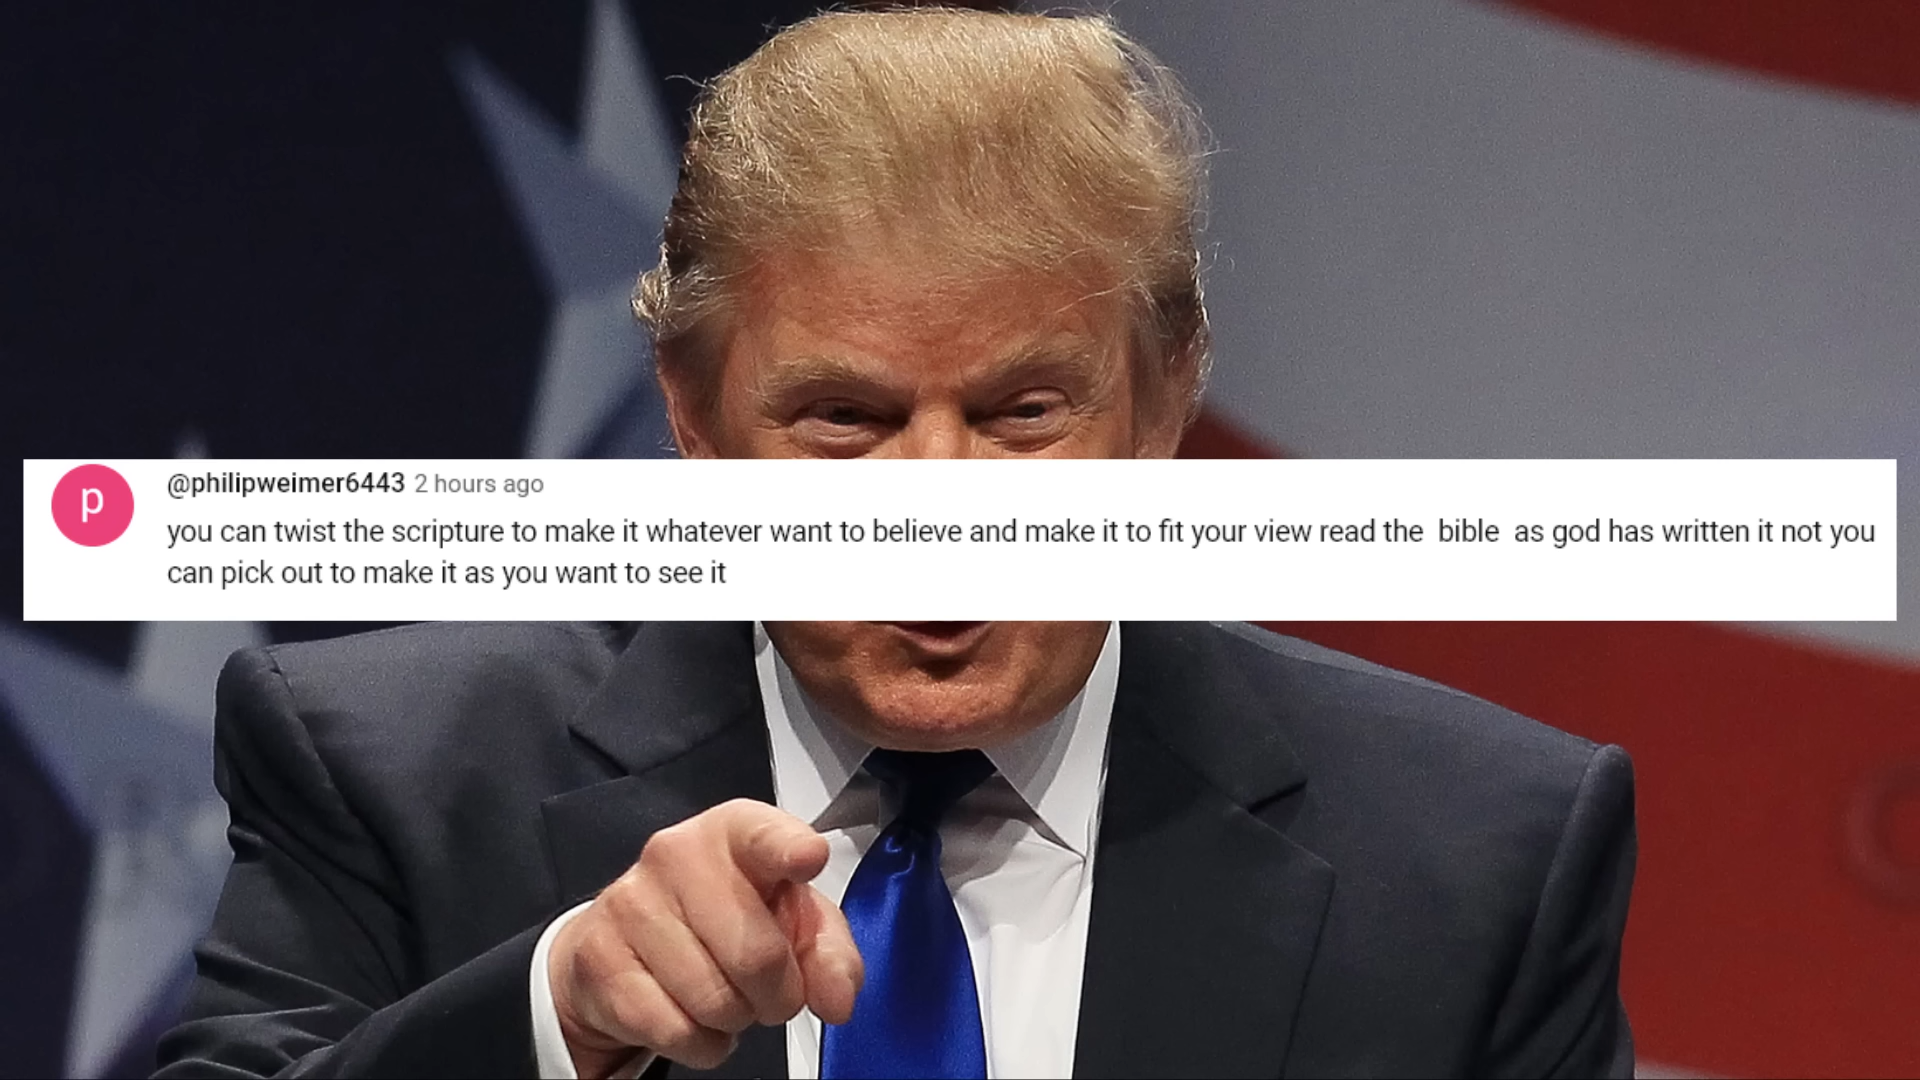 p
@philipweimer6443 2 hours ago
you can twist the scripture to make it whatever want to believe and make it to fit your view read the bible as god has written it not you
can pick out to make it as you want to see it